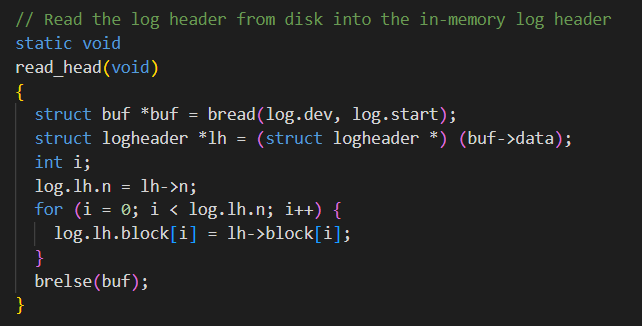 // Read the log header from disk into the in-memory log header
static void
read_head(void)
{
  struct buf *buf = bread(log.dev, log.start);
  struct logheader *lh = (struct logheader *) (buf->data);
  int i;
  log.lh.n = lh->n;
  for (i = 0; i < log.lh.n; i++) {
    log.lh.block[i] = lh->block[i];
  }
  brelse(buf);
}